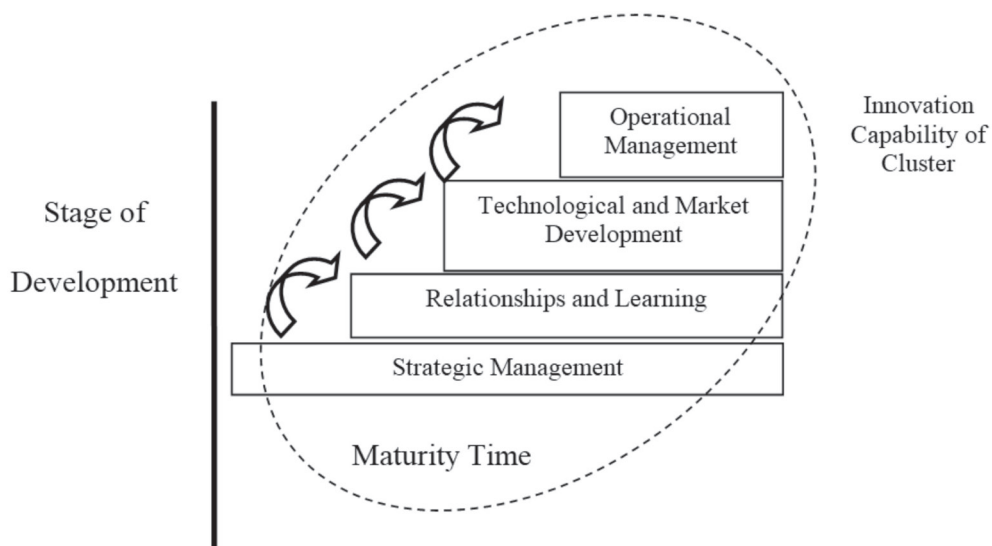 Stage of
Development
Operational
Management
Technological and Market
Development
Relationships and Learning
Strategic Management
Maturity Time
Innovation
Capability of
Cluster